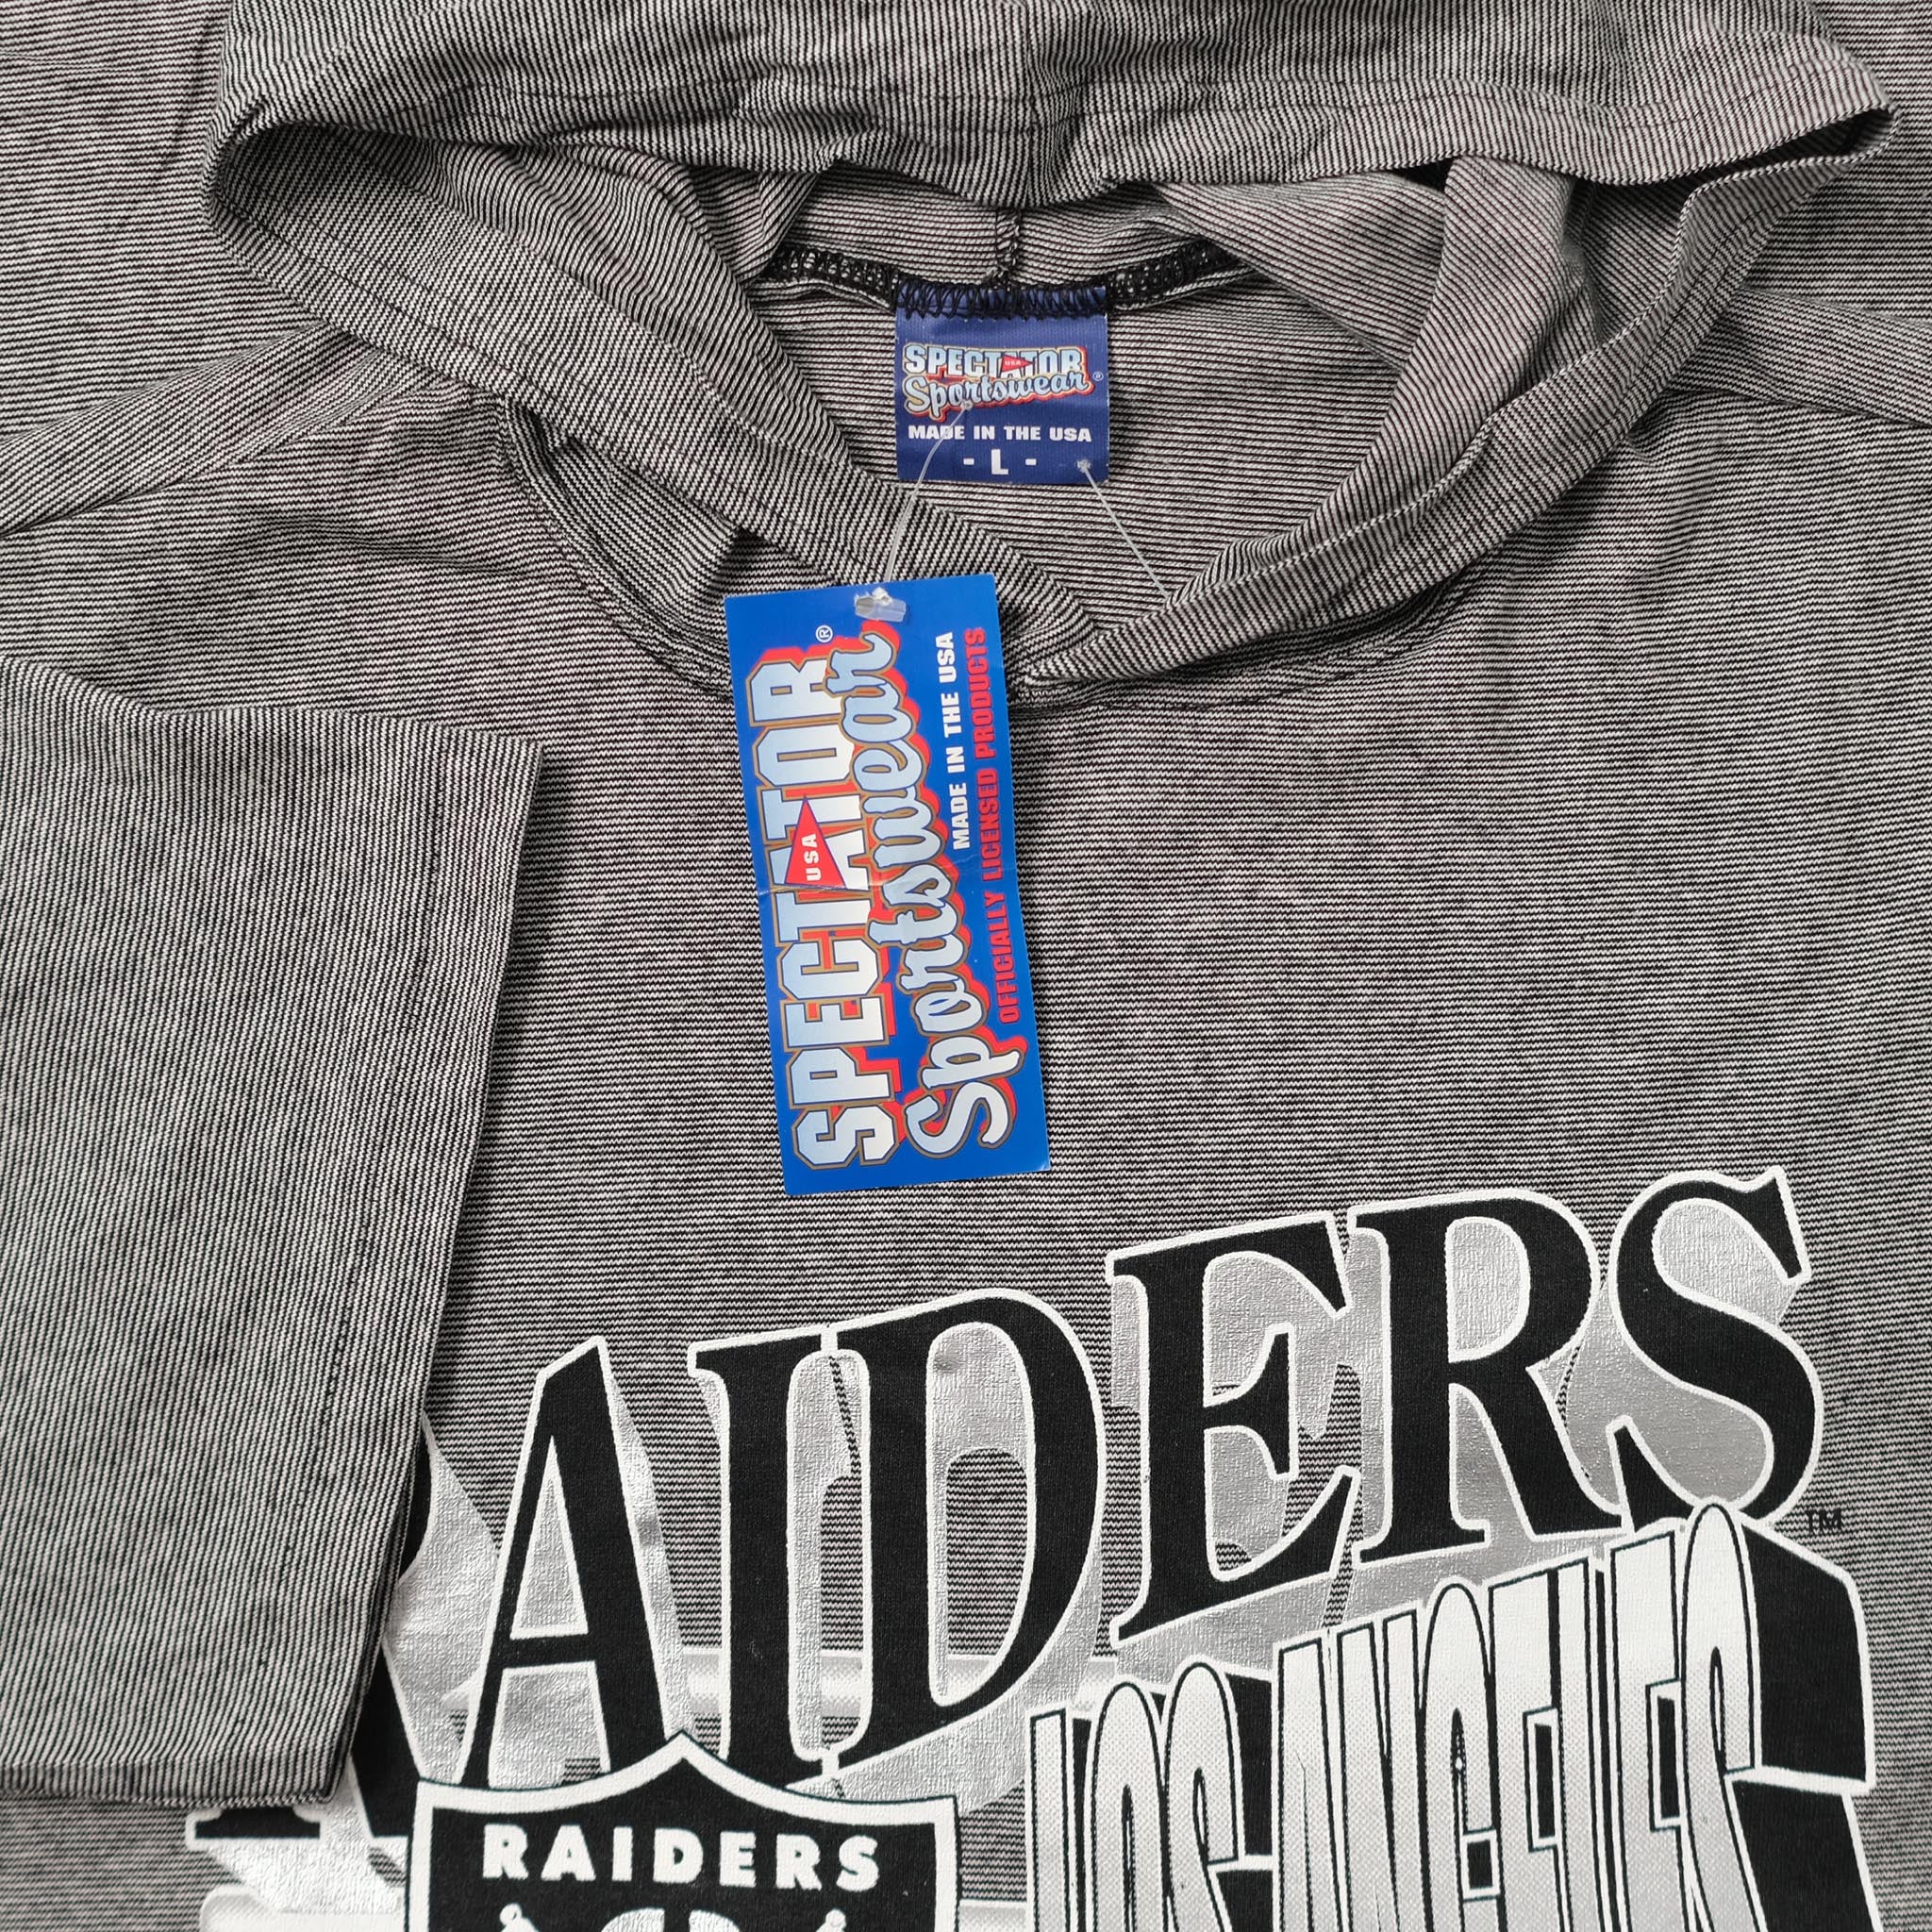 SPECTATOR
USA
Sportswear®
MADE IN THE USA
- L -
SPECTATOR®
USA
Sportswear
MADE IN THE USA
OFFICIALLY LICENSED PRODUCTS
RAIDERS
TM
LOS ANGELES
RAIDERS